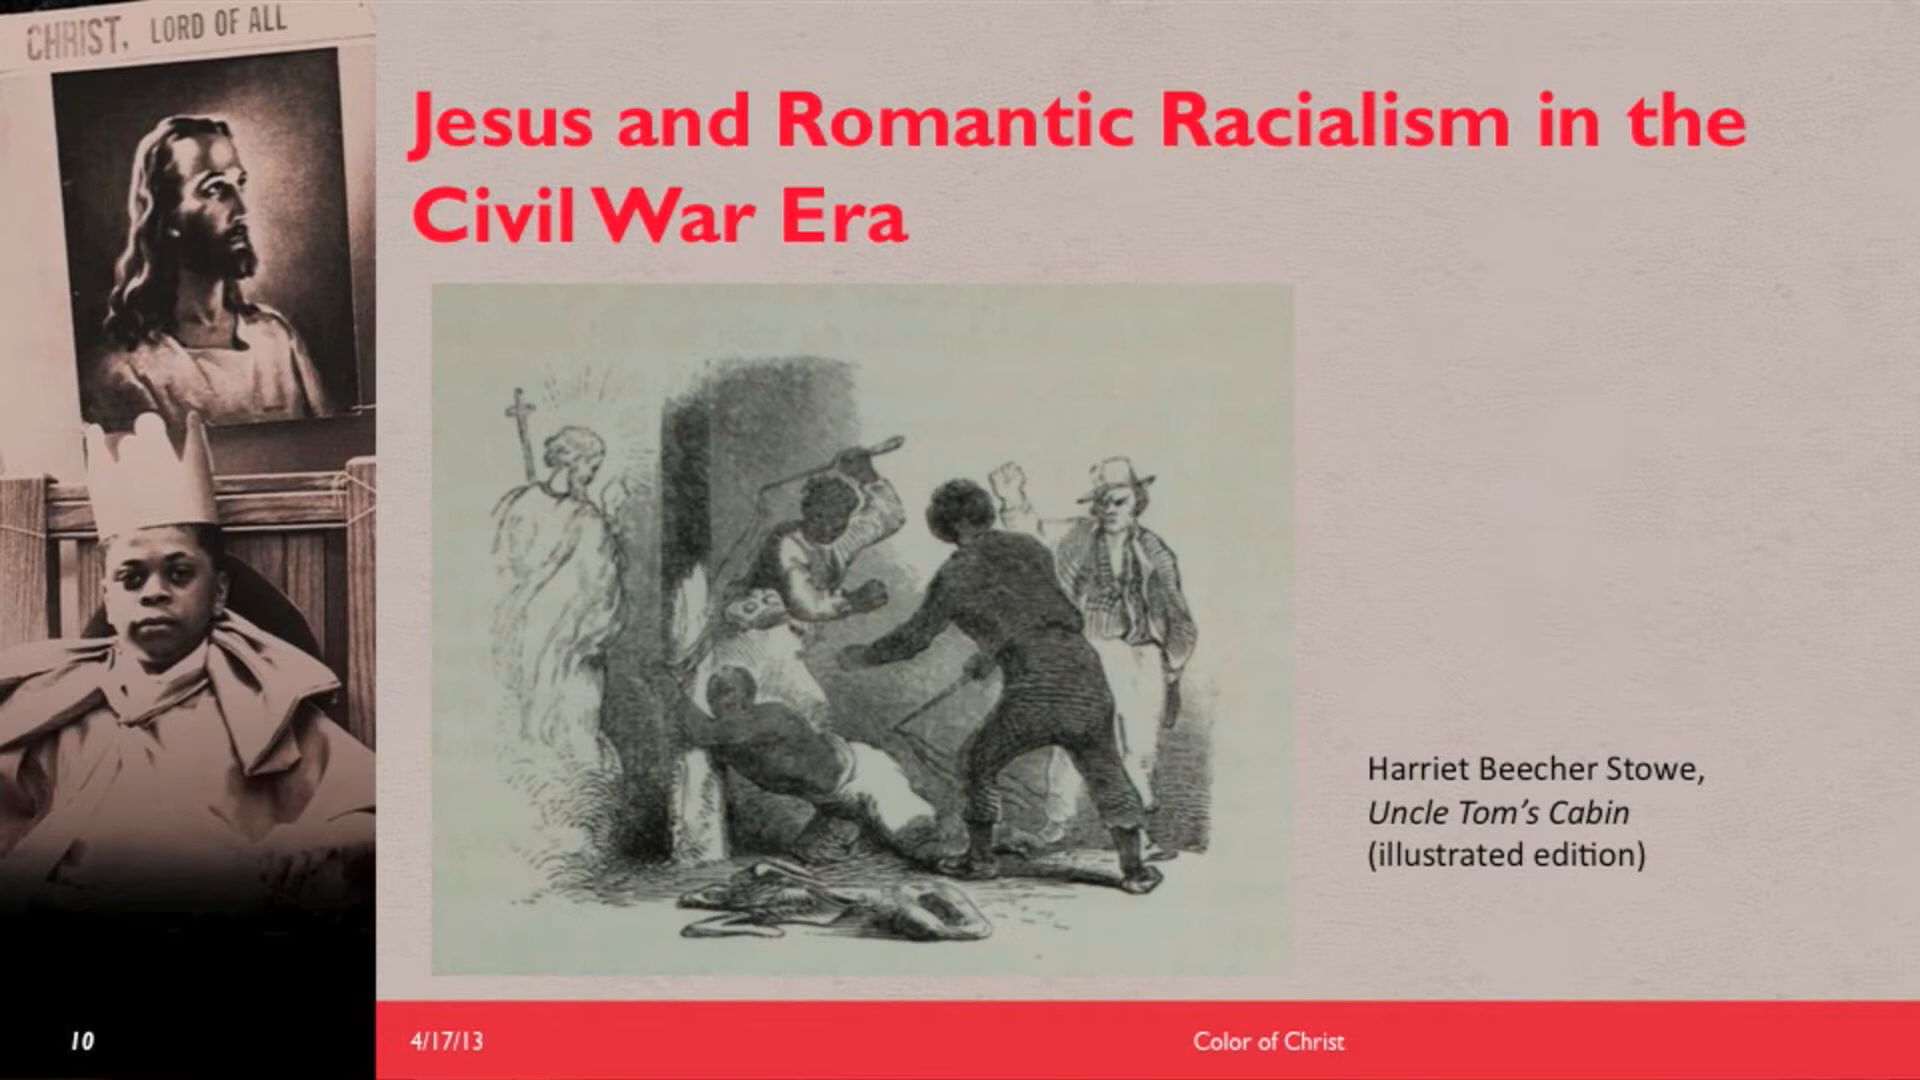 CHRIST, LORD OF ALL
Jesus and Romantic Racialism in the
Civil War Era
Harriet Beecher Stowe,
Uncle Tom’s Cabin
(illustrated edition)
10
4/17/13
Color of Christ